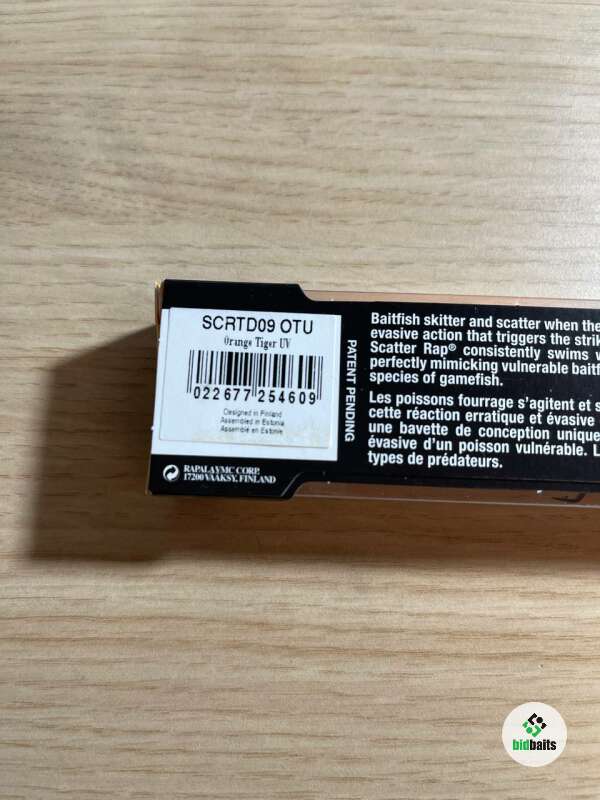 SCRTD09 OTU
Orange Tiger UV
022677 254609
Designed in Finland
Assembled in Estonia
Assemblé en Estonie
RAPALA VMC CORP.
17200 VÄÄKSY, FINLAND
PATENT PENDING
Baitfish skitter and scatter when the
evasive action that triggers the strik
Scatter Rap® consistently swims w
perfectly mimicking vulnerable baitf
species of gamefish.
Les poissons fourrage s'agitent et s
cette réaction erratique et évasive
une bavette de conception unique
évasive d'un poisson vulnérable. L
types de prédateurs.
bidbaits